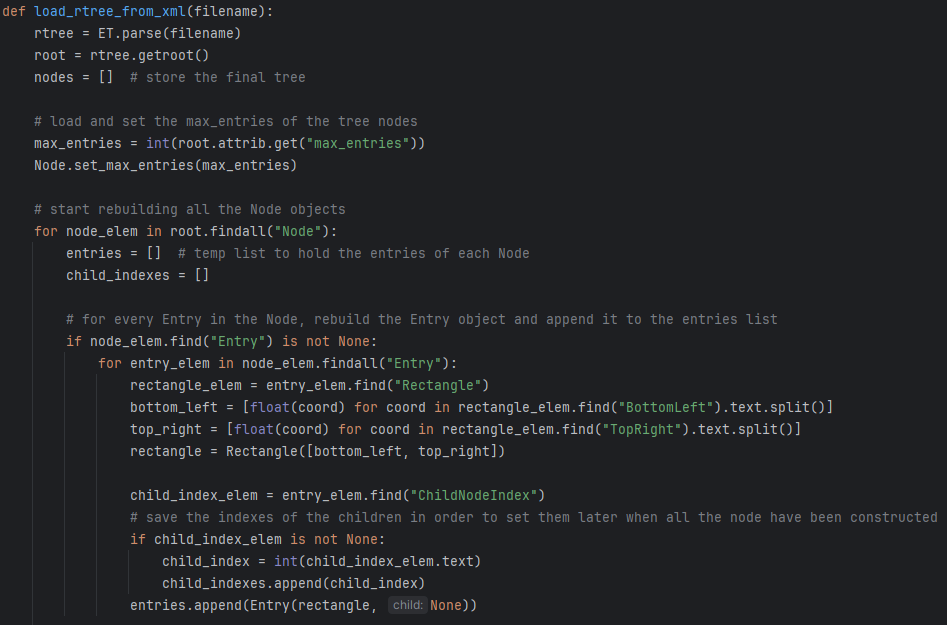 def load_rtree_from_xml(filename):
    rtree = ET.parse(filename)
    root = rtree.getroot()
    nodes = []  # store the final tree

    # load and set the max_entries of the tree nodes
    max_entries = int(root.attrib.get("max_entries"))
    Node.set_max_entries(max_entries)

    # start rebuilding all the Node objects
    for node_elem in root.findall("Node"):
        entries = []  # temp list to hold the entries of each Node
        child_indexes = []

        # for every Entry in the Node, rebuild the Entry object and append it to the entries list
        if node_elem.find("Entry") is not None:
            for entry_elem in node_elem.findall("Entry"):
                rectangle_elem = entry_elem.find("Rectangle")
                bottom_left = [float(coord) for coord in rectangle_elem.find("BottomLeft").text.split()]
                top_right = [float(coord) for coord in rectangle_elem.find("TopRight").text.split()]
                rectangle = Rectangle([bottom_left, top_right])

                child_index_elem = entry_elem.find("ChildNodeIndex")
                # save the indexes of the children in order to set them later when all the node have been constructed
                if child_index_elem is not None:
                    child_index = int(child_index_elem.text)
                    child_indexes.append(child_index)
                entries.append(Entry(rectangle, child: None))